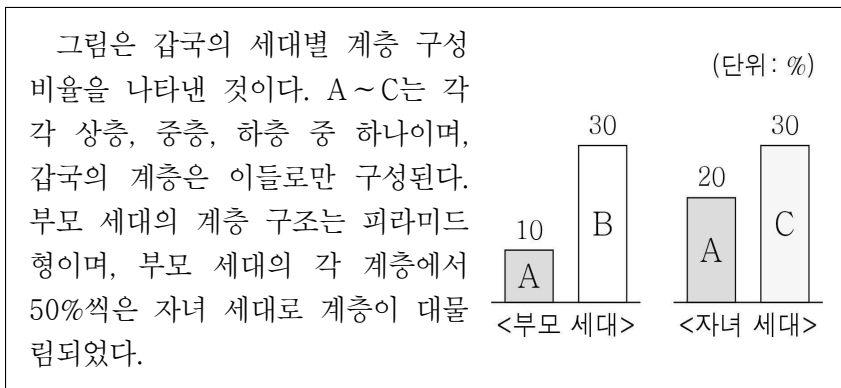 그림은 갑국의 세대별 계층 구성
비율을 나타낸 것이다. A～C는 각
각 상층, 중층, 하층 중 하나이며,
갑국의 계층은 이들로만 구성된다.
부모 세대의 계층 구조는 피라미드
형이며, 부모 세대의 각 계층에서
50%씩은 자녀 세대로 계층이 대물
림되었다.
(단위: %)
10
A
30
B
<부모 세대>
20
A
30
C
<자녀 세대>